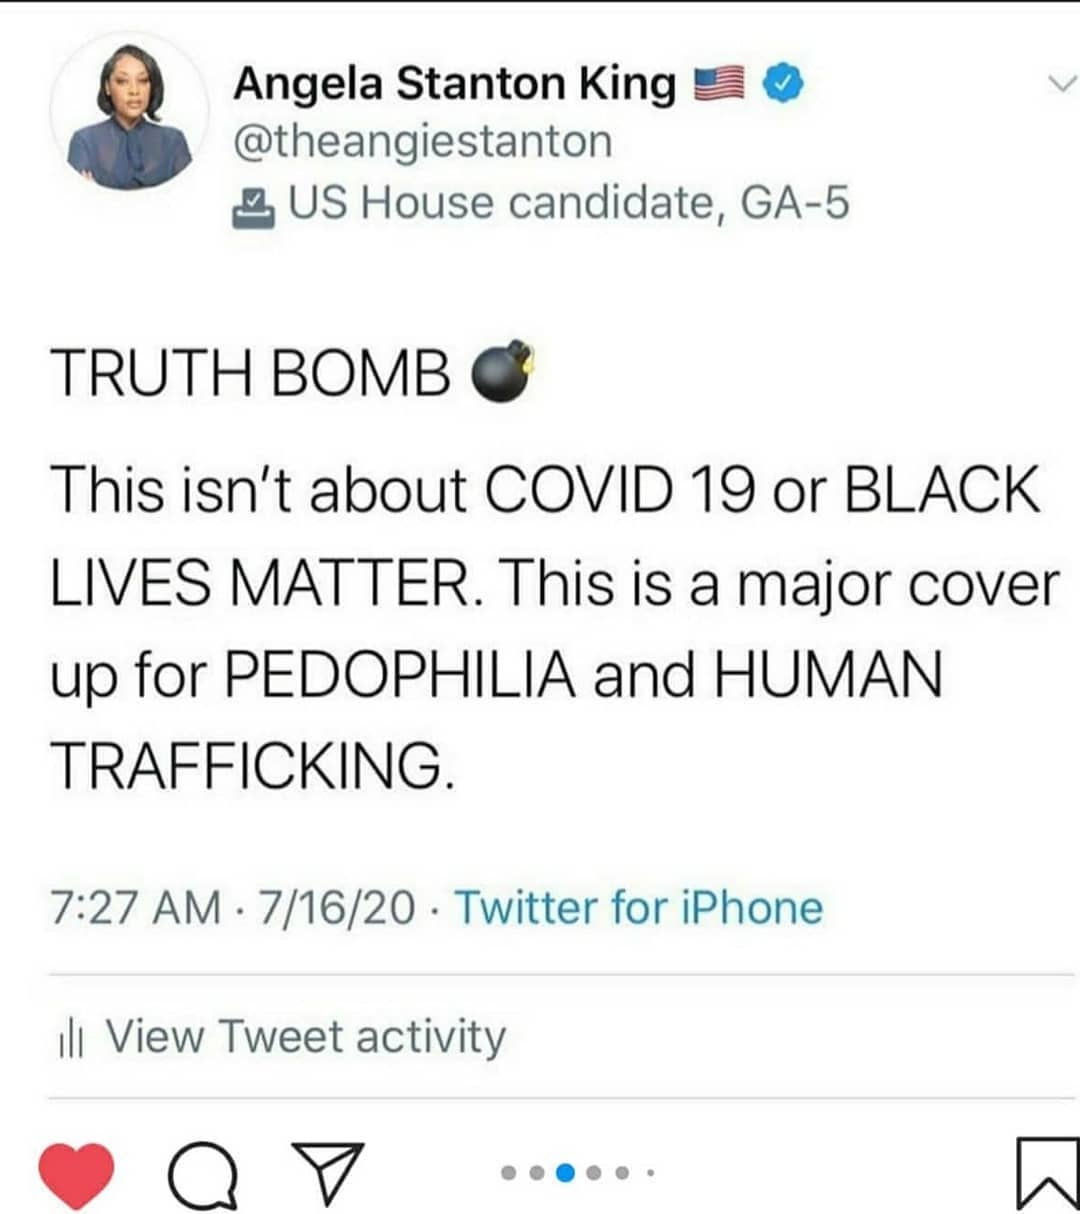 Angela Stanton King
@theangiestanton
US House candidate, GA-5
TRUTH BOMB
This isn't about COVID 19 or BLACK
LIVES MATTER. This is a major cover
up for PEDOPHILIA and HUMAN
TRAFFICKING.
7:27 AM · 7/16/20 · Twitter for iPhone
View Tweet activity